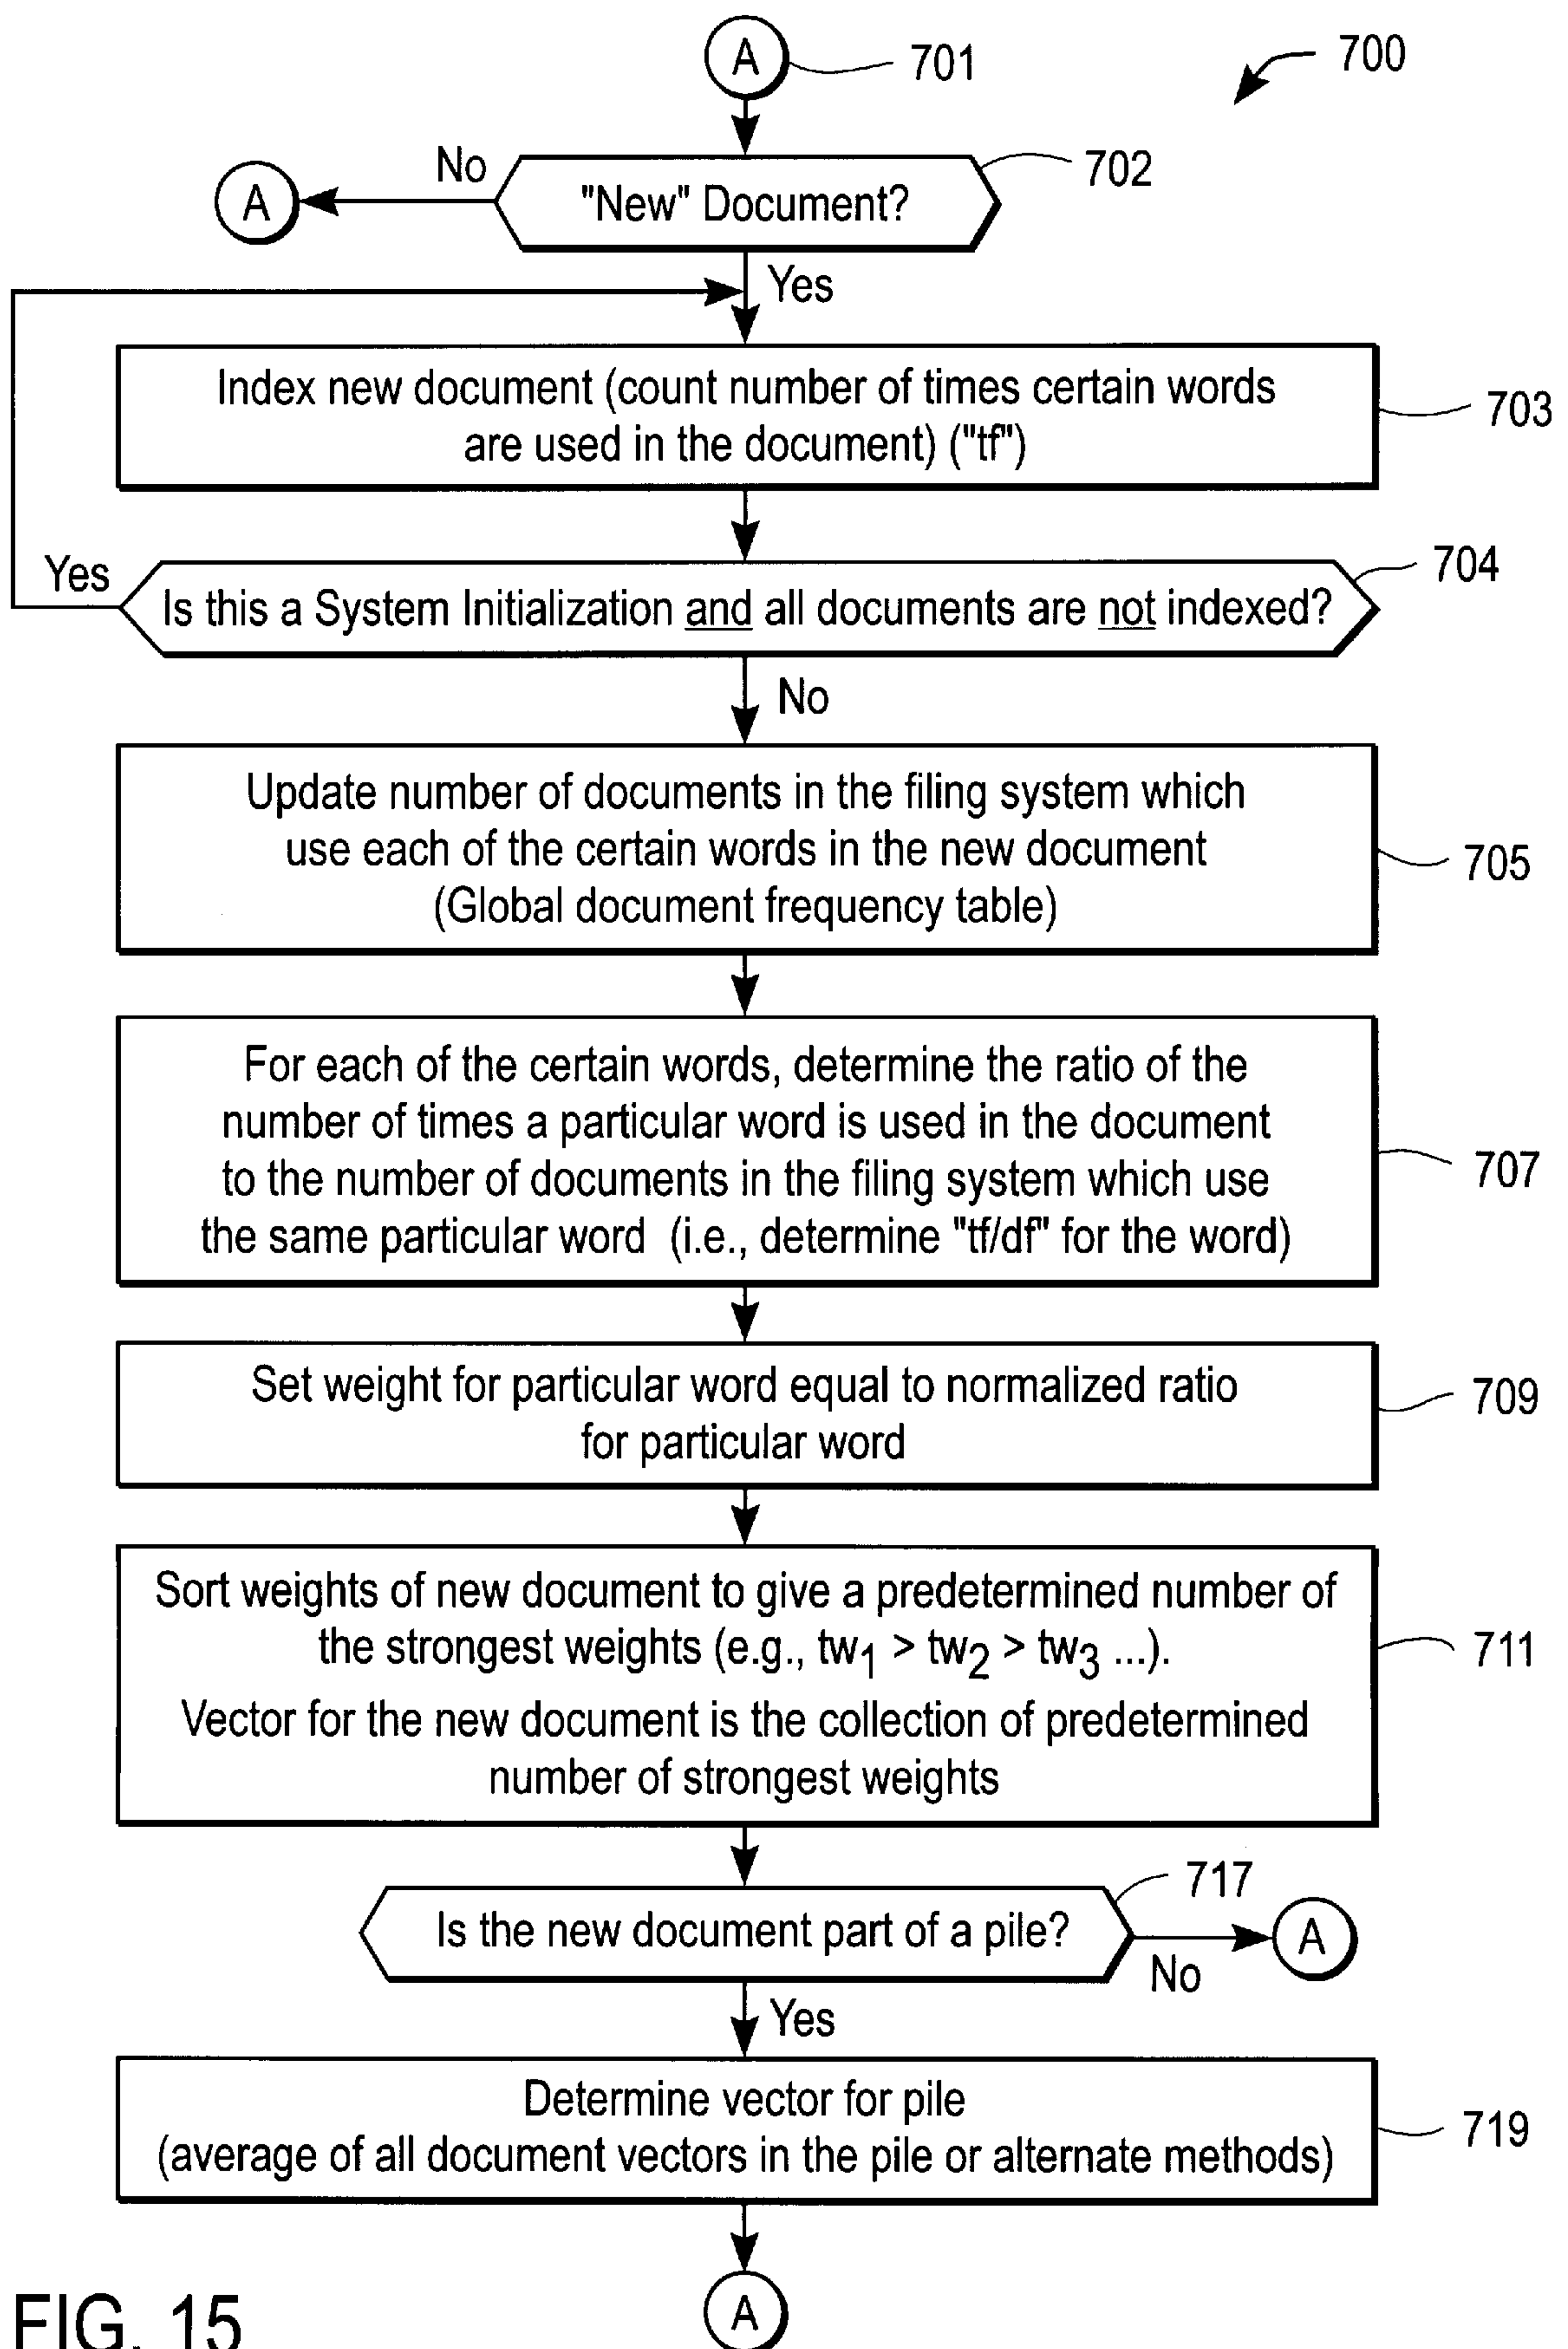 A
701
700
702
No
A
"New" Document?
Yes
Index new document (count number of times certain words
are used in the document) ("tf")
703
704
Yes
Is this a System Initialization and all documents are not indexed?
No
Update number of documents in the filing system which
use each of the certain words in the new document
(Global document frequency table)
705
For each of the certain words, determine the ratio of the
number of times a particular word is used in the document
to the number of documents in the filing system which use
the same particular word (i.e., determine "tf/df" for the word)
707
Set weight for particular word equal to normalized ratio
for particular word
709
Sort weights of new document to give a predetermined number of
the strongest weights (e.g., tw1 > tw2 > tw3 ...).
Vector for the new document is the collection of predetermined
number of strongest weights
711
717
Is the new document part of a pile?
No
A
Yes
Determine vector for pile
(average of all document vectors in the pile or alternate methods)
719
A
FIG. 15